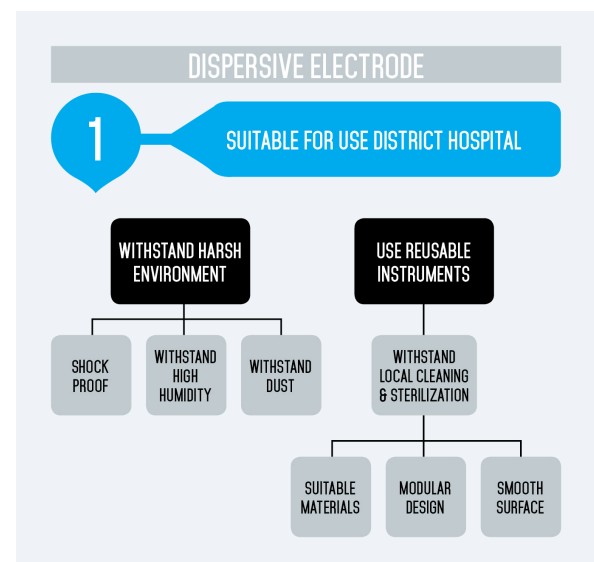 DISPERSIVE ELECTRODE
1
SUITABLE FOR USE DISTRICT HOSPITAL
WITHSTAND HARSH
ENVIRONMENT
USE REUSABLE
INSTRUMENTS
SHOCK
PROOF
WITHSTAND
HIGH
HUMIDITY
WITHSTAND
DUST
WITHSTAND
LOCAL CLEANING
& STERILIZATION
SUITABLE
MATERIALS
MODULAR
DESIGN
SMOOTH
SURFACE